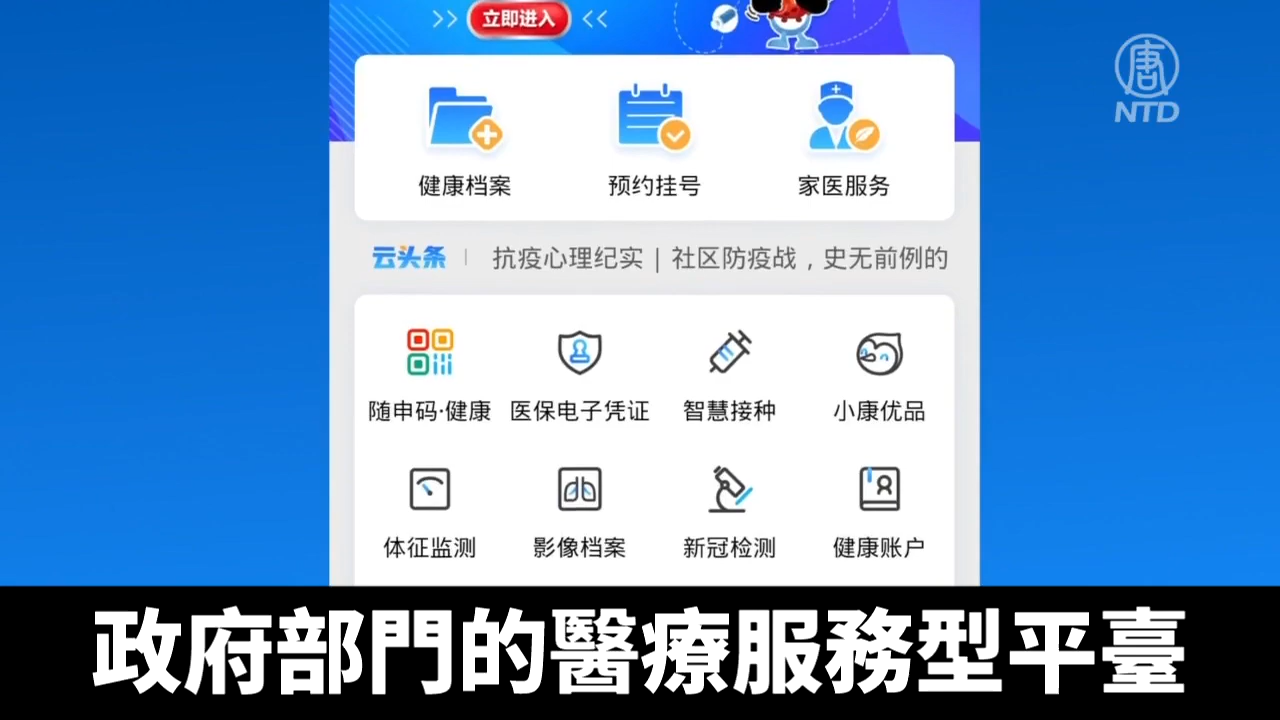 >> 立即进入 <<
唐
NTD
健康档案 预约挂号 家医服务
云头条 | 抗疫心理纪实 | 社区防疫战，史无前例的
随申码·健康 医保电子凭证 智慧接种 小康优品
体征监测 影像档案 新冠检测 健康账户
政府部門的醫療服務型平臺